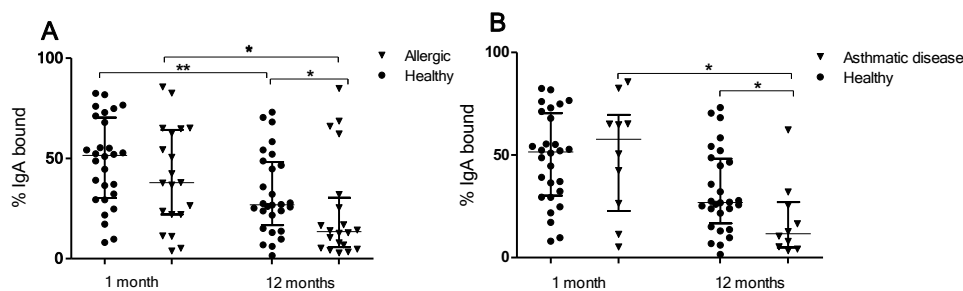 A
Allergic
Healthy
% IgA bound
100
50
0
*
**
*
1 month
12 months
B
Asthmatic disease
Healthy
% IgA bound
100
50
0
*
*
1 month
12 months